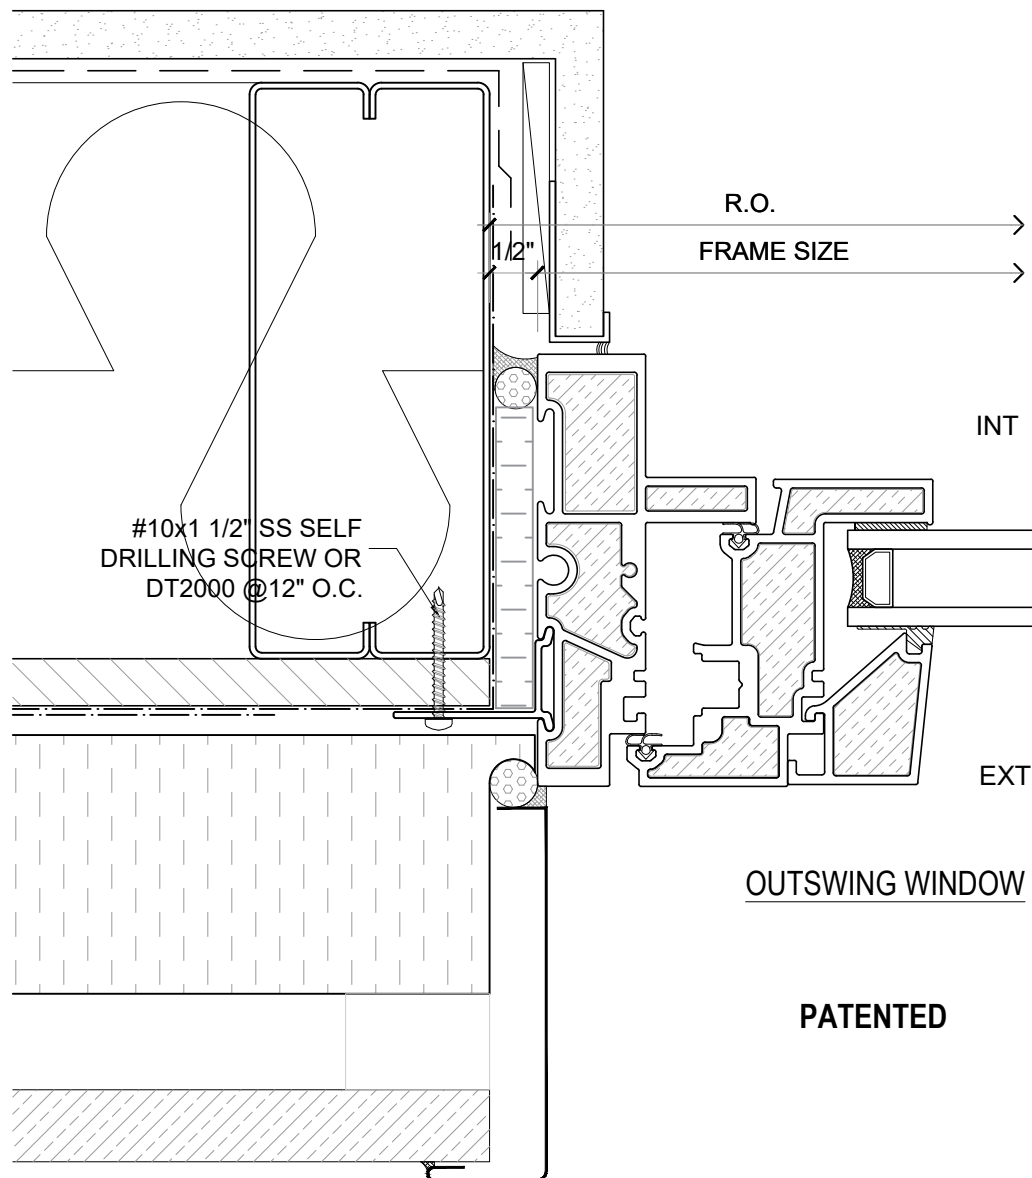 R.O.
1/2"
FRAME SIZE
INT
#10x1 1/2" SS SELF
DRILLING SCREW OR
DT2000 @12" O.C.
EXT
OUTSWING WINDOW
PATENTED